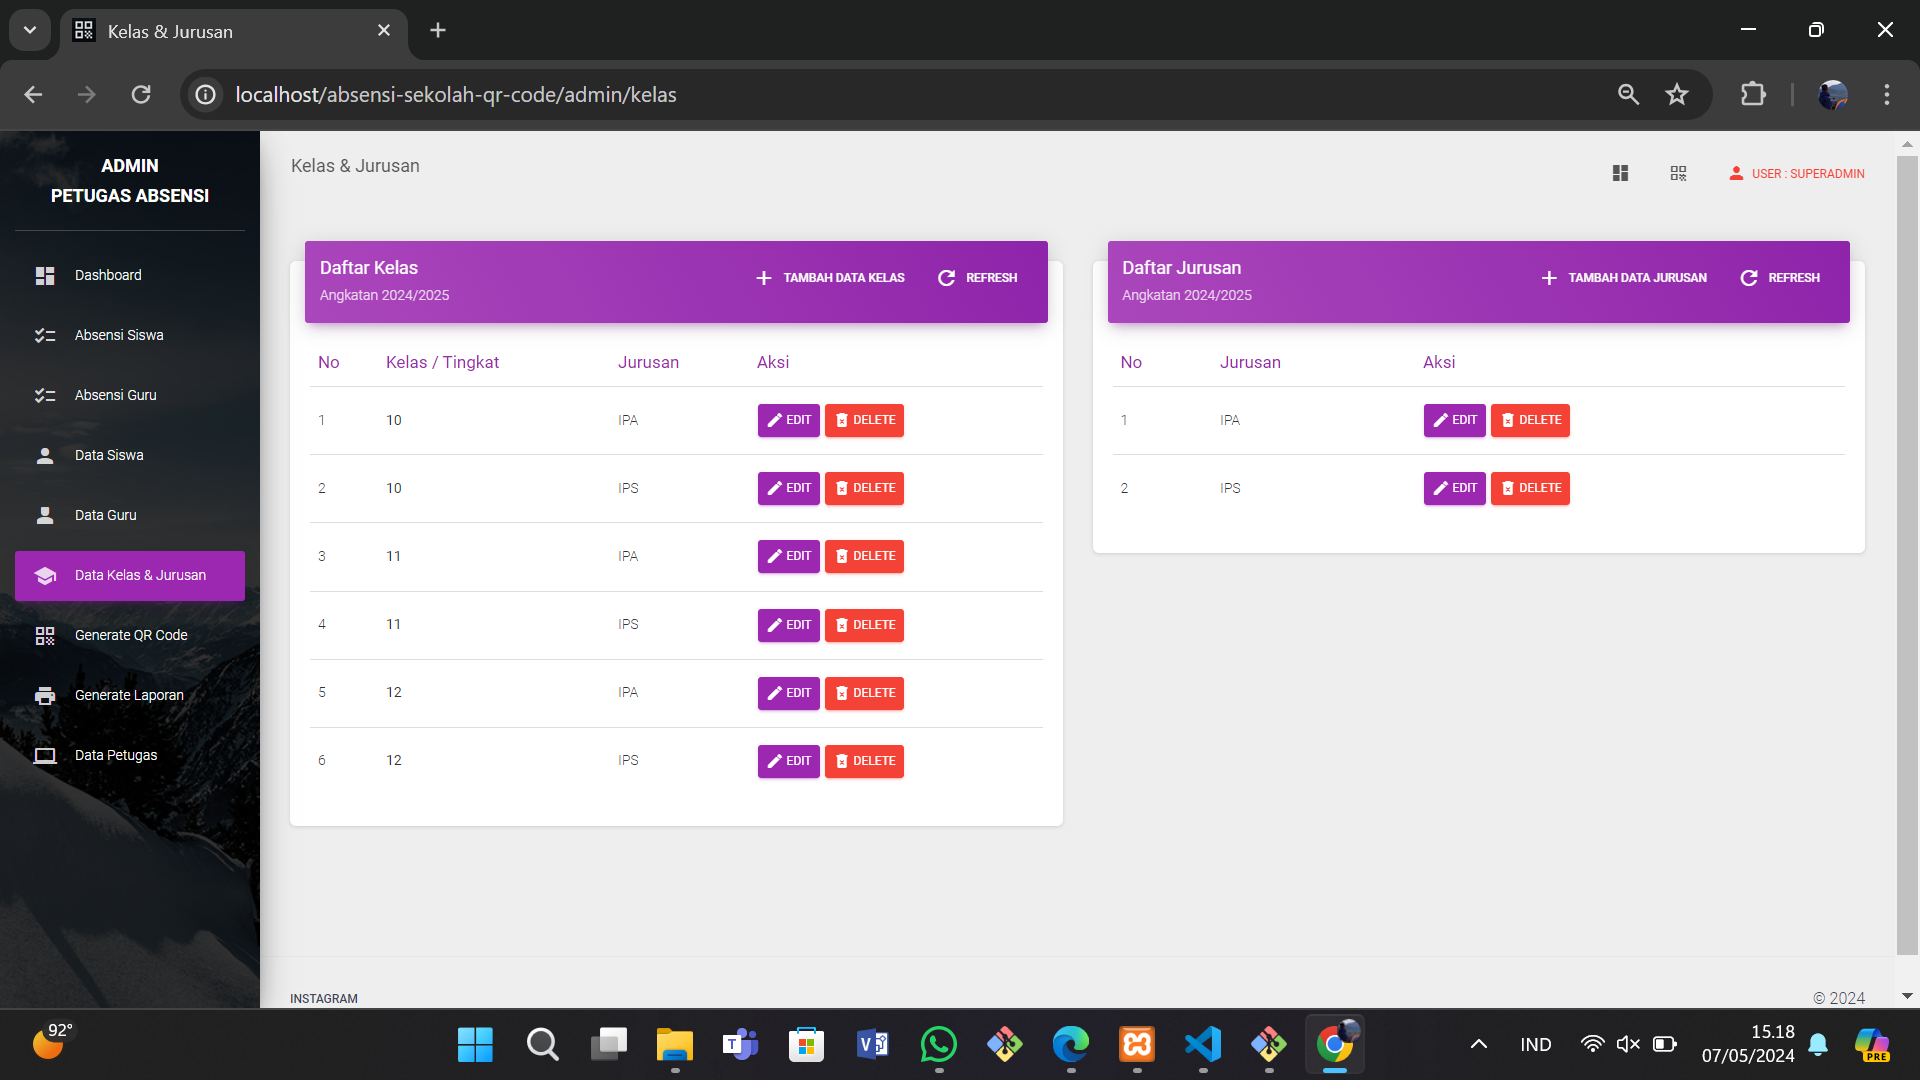 Kelas & Jurusan
localhost/absensi-sekolah-qr-code/admin/kelas
ADMIN
PETUGAS ABSENSI
Dashboard
Absensi Siswa
Absensi Guru
Data Siswa
Data Guru
Data Kelas & Jurusan
Generate QR Code
Generate Laporan
Data Petugas
Kelas & Jurusan
USER : SUPERADMIN
Daftar Kelas
Angkatan 2024/2025
TAMBAH DATA KELAS REFRESH
No Kelas / Tingkat Jurusan Aksi
1 10 IPA EDIT DELETE
2 10 IPS EDIT DELETE
3 11 IPA EDIT DELETE
4 11 IPS EDIT DELETE
5 12 IPA EDIT DELETE
6 12 IPS EDIT DELETE
Daftar Jurusan
Angkatan 2024/2025
TAMBAH DATA JURUSAN REFRESH
No Jurusan Aksi
1 IPA EDIT DELETE
2 IPS EDIT DELETE
INSTAGRAM
© 2024
92°
IND
15.18
07/05/2024
PRE